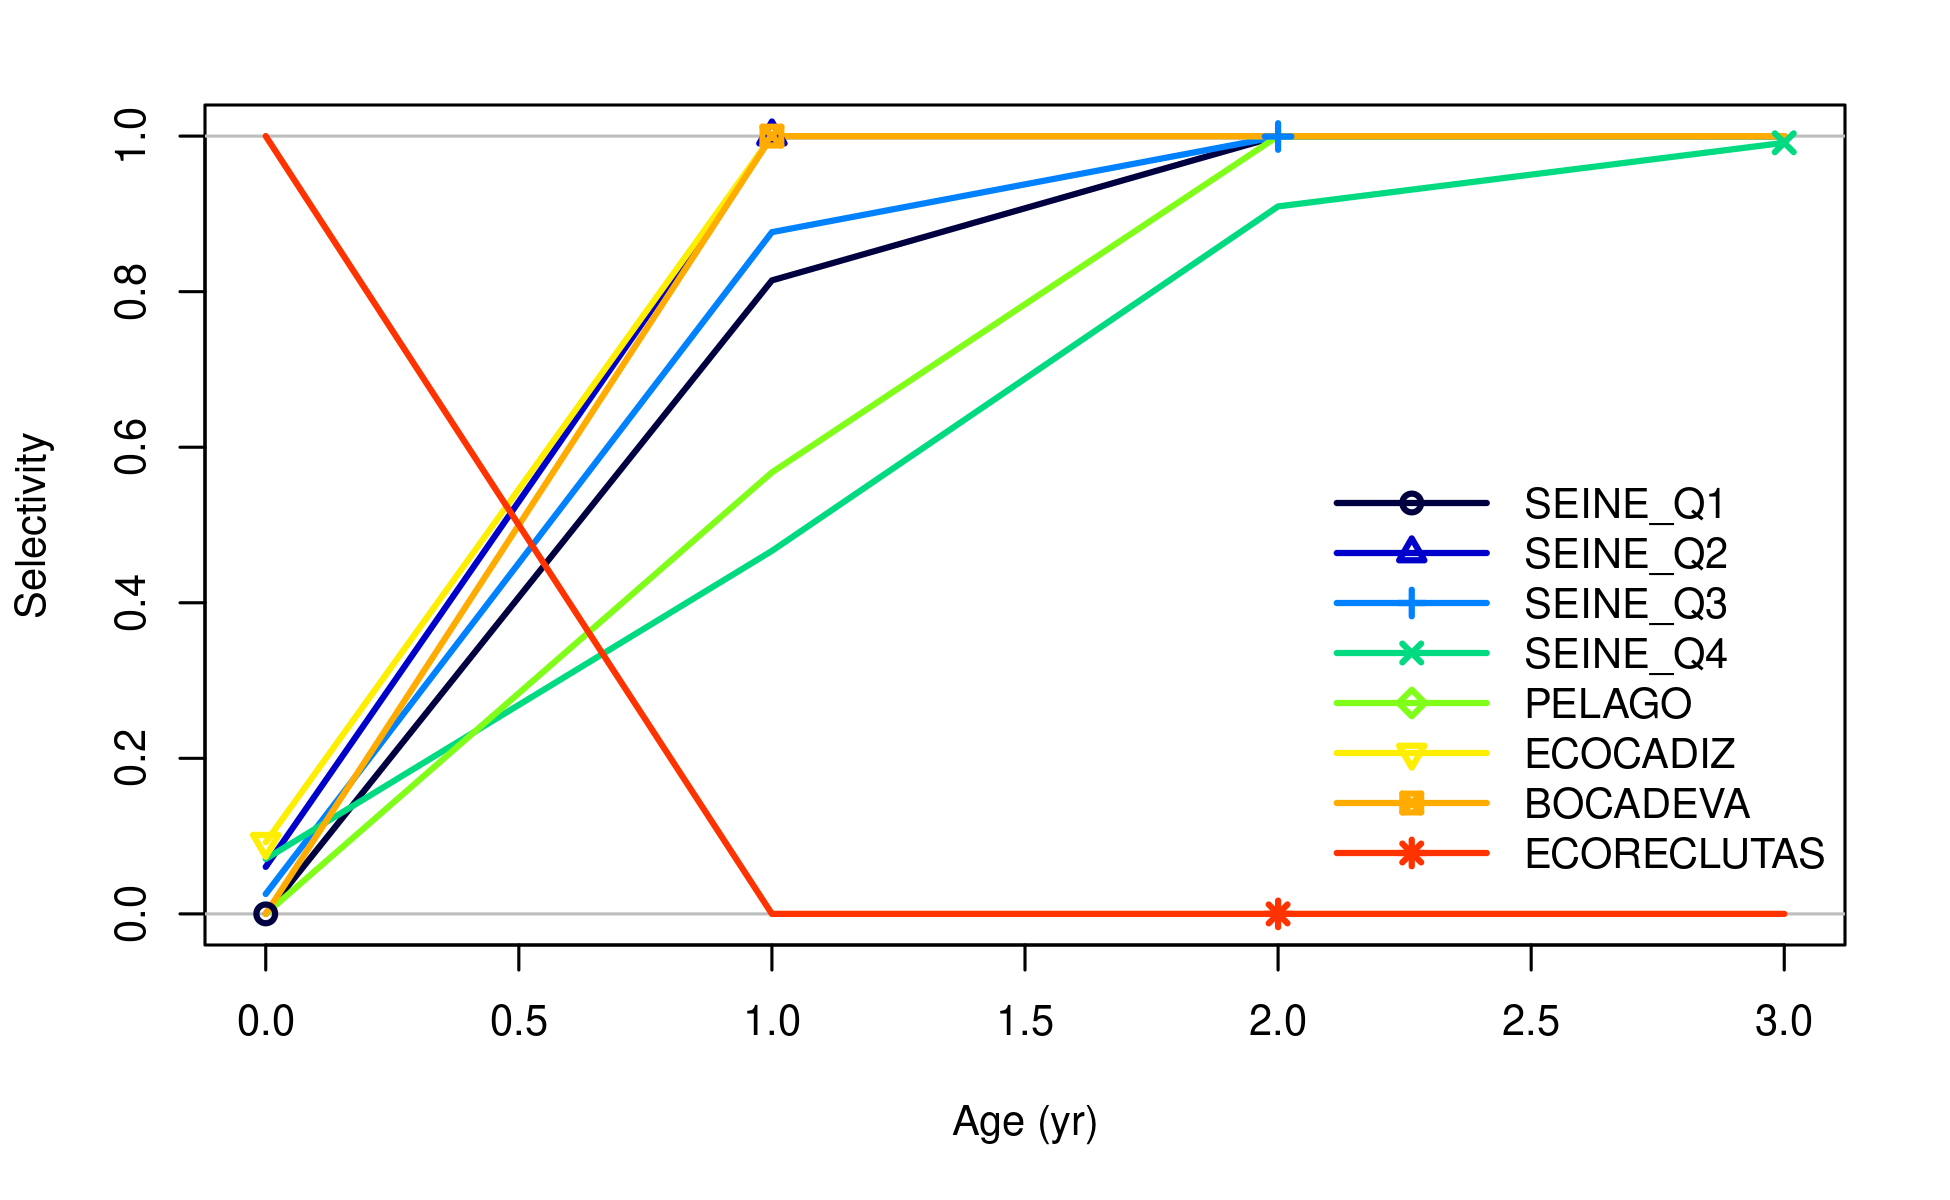 Selectivity
1.0
0.8
0.6
0.4
0.2
0.0
SEINE_Q1
SEINE_Q2
SEINE_Q3
SEINE_Q4
PELAGO
ECOCADIZ
BOCADEVA
ECORECLUTAS
0.0 0.5 1.0 1.5 2.0 2.5 3.0
Age (yr)